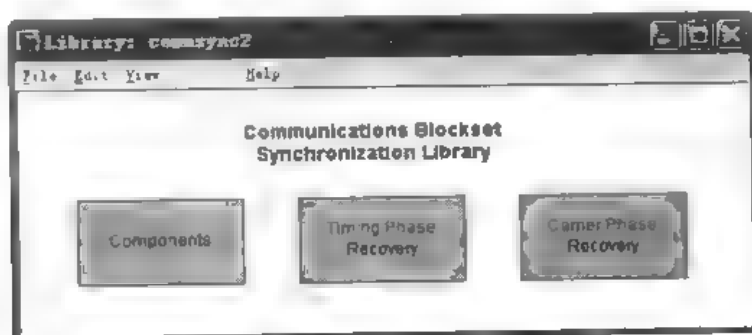 Library: commsync2
File Edit View Help
Communications Blockset
Synchronization Library
Components
Timing Phase
Recovery
Carrier Phase
Recovery